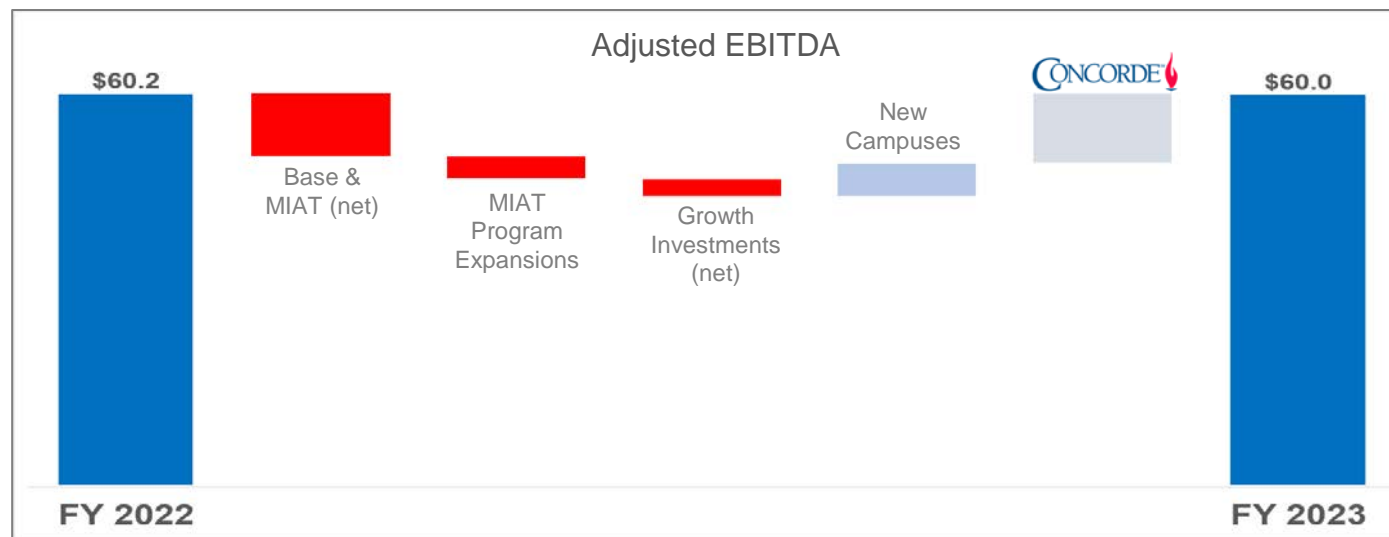 Adjusted EBITDA
$60.2
Base &
MIAT (net)
MIAT
Program
Expansions
Growth
Investments
(net)
New
Campuses
CONCORDE
$60.0
FY 2022
FY 2023